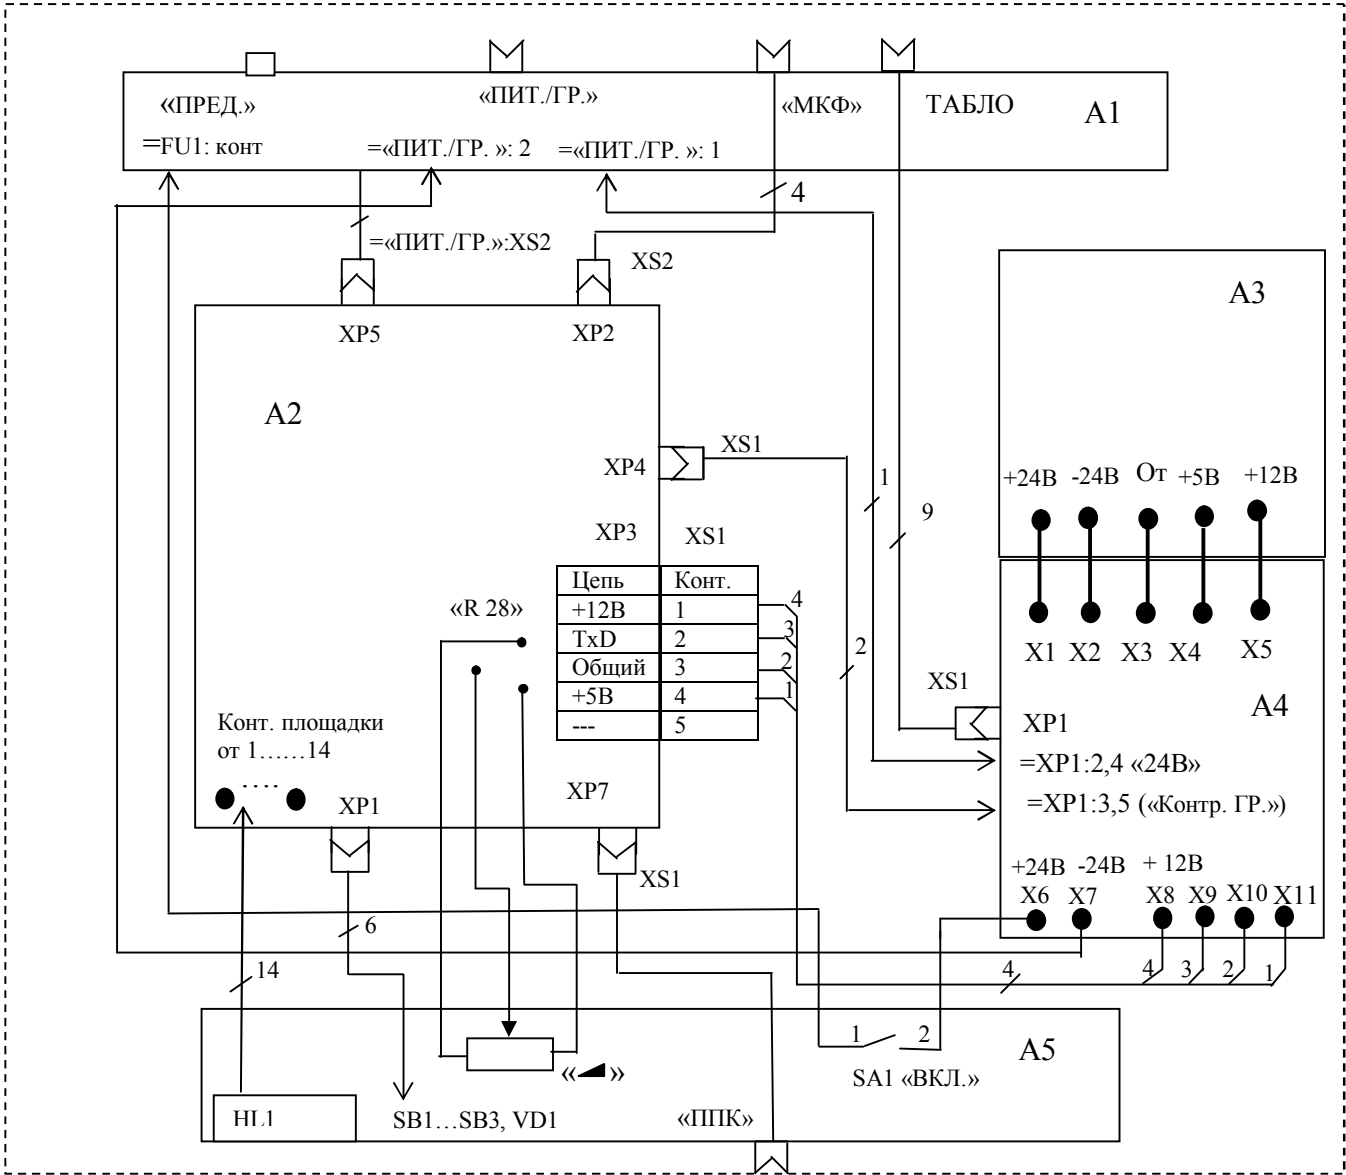 «ПРЕД.»
«ПИТ./ГР.»
«МКФ»
ТАБЛО
А1
=FU1: конт
=«ПИТ./ГР. »: 2
=«ПИТ./ГР. »: 1
4
=«ПИТ./ГР.»:XS2
XS2
XP5
XP2
А2
А3
XS1
XP4
+24В
-24В
От
+5В
+12В
1
9
XP3
XS1
Цепь Конт.
+12В 1
TxD 2
Общий 3
+5В 4
--- 5
4
3
2
1
«R 28»
2
X1 X2 X3 X4 X5
XS1
А4
XP1
Конт. площадки
от 1……14
....
=XP1:2,4 «24В»
=XP1:3,5 («Контр. ГР.»)
XP1
XP7
XS1
+24В -24В + 12В
X6 X7 X8 X9 X10 X11
6
14
4
4 3 2 1
1 2
А5
SA1 «ВКЛ.»
« »
HL1
SB1…SB3, VD1
«ППК»